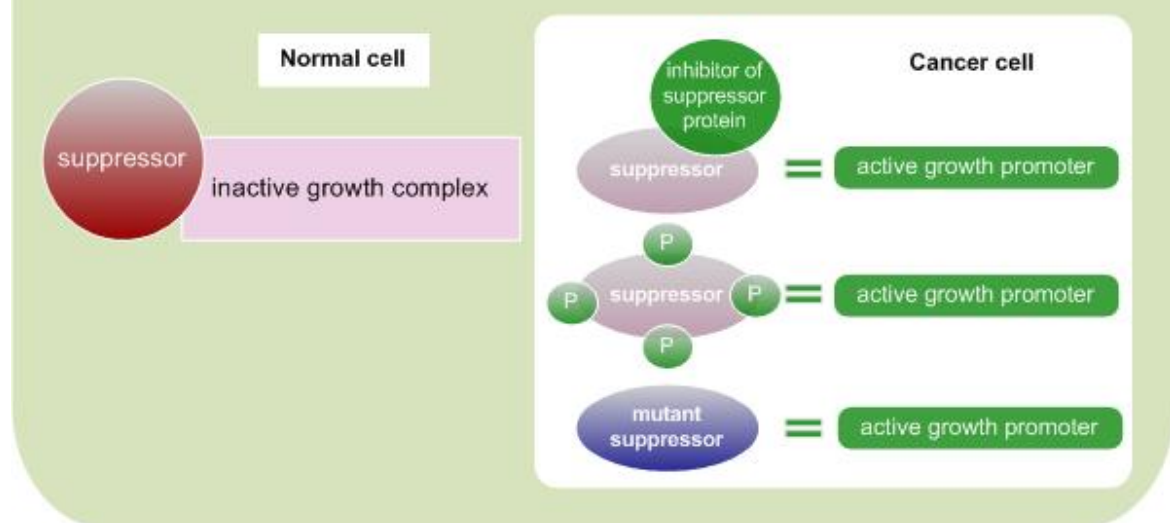 Normal cell
suppressor
inactive growth complex
Cancer cell
inhibitor of
suppressor
protein
suppressor
=
active growth promoter
P
P
suppressor
P
=
active growth promoter
P
mutant
suppressor
=
active growth promoter